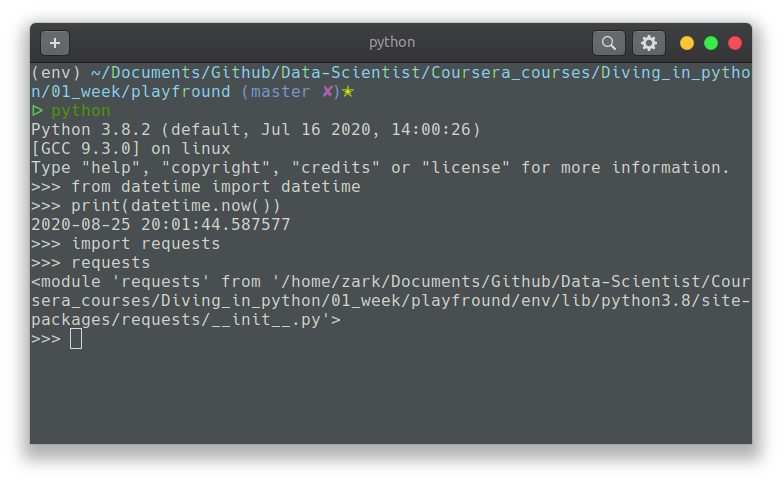 python
(env) ~/Documents/Github/Data-Scientist/Coursera_courses/Diving_in_pytho
n/01_week/playfround (master ✘)✭
ᐅ python
Python 3.8.2 (default, Jul 16 2020, 14:00:26)
[GCC 9.3.0] on linux
Type "help", "copyright", "credits" or "license" for more information.
>>> from datetime import datetime
>>> print(datetime.now())
2020-08-25 20:01:44.587577
>>> import requests
>>> requests
<module 'requests' from '/home/zark/Documents/Github/Data-Scientist/Cour
sera_courses/Diving_in_python/01_week/playfround/env/lib/python3.8/site-
packages/requests/__init__.py'>
>>>